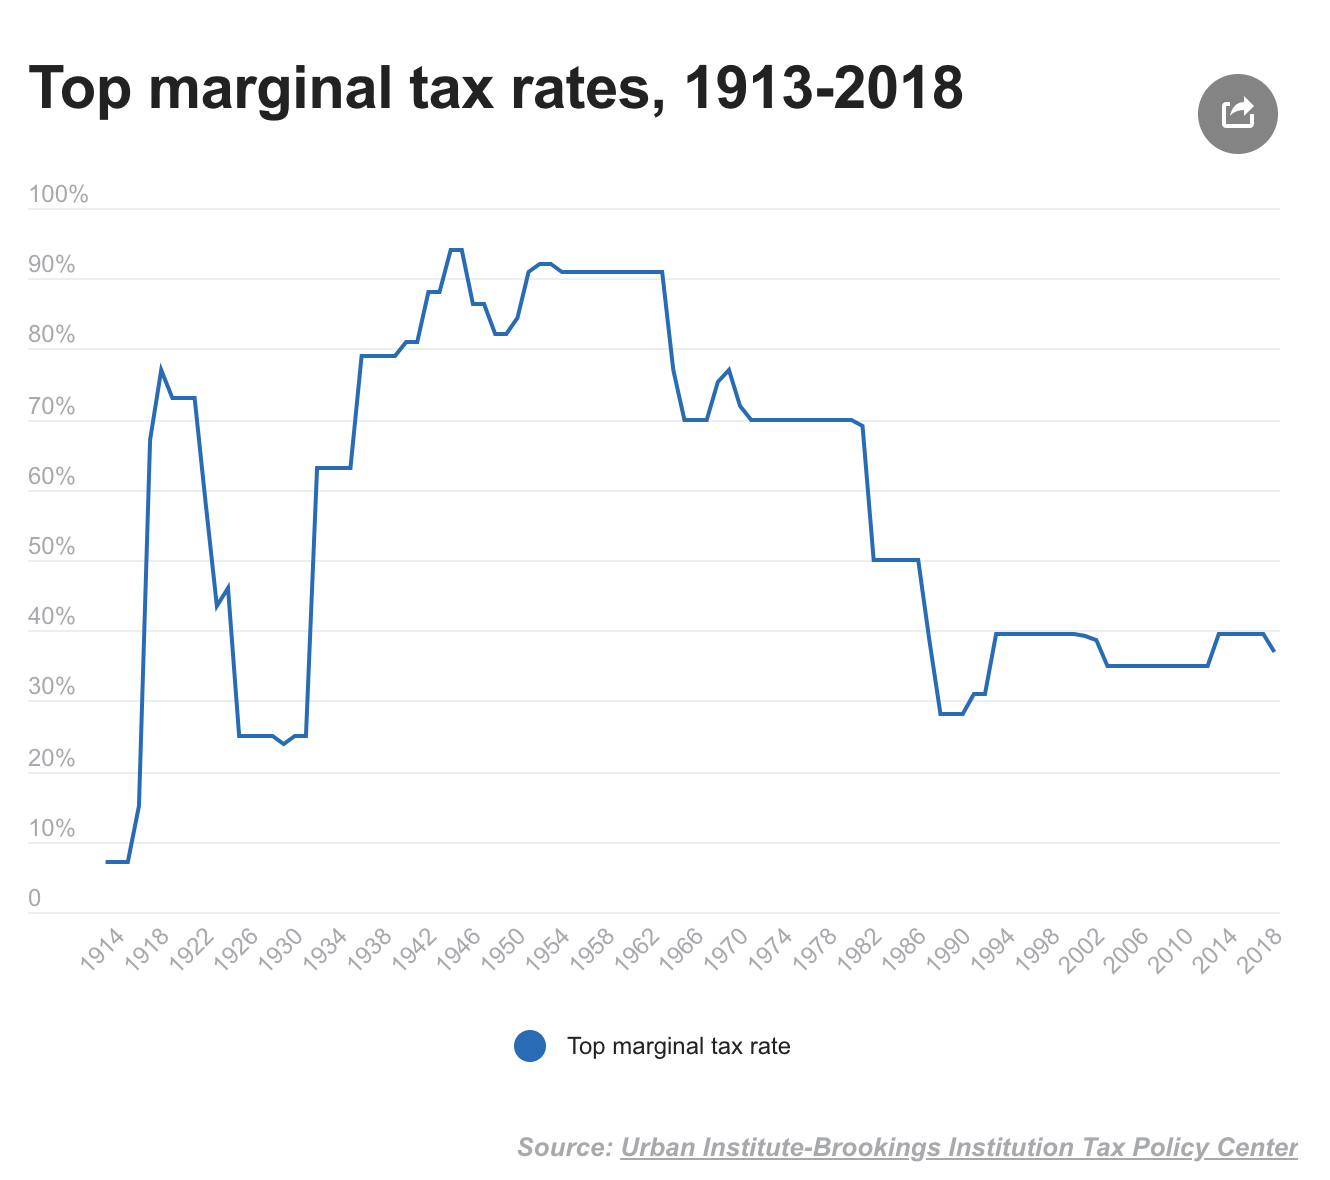 Top marginal tax rates, 1913-2018
100%
90%
80%
70%
60%
50%
40%
30%
20%
10%
0
1914 1918 1922 1926 1930 1934 1938 1942 1946 1950 1954 1958 1962 1966 1970 1974 1978 1982 1986 1990 1994 1998 2002 2006 2010 2014 2018
Top marginal tax rate
Source: Urban Institute-Brookings Institution Tax Policy Center